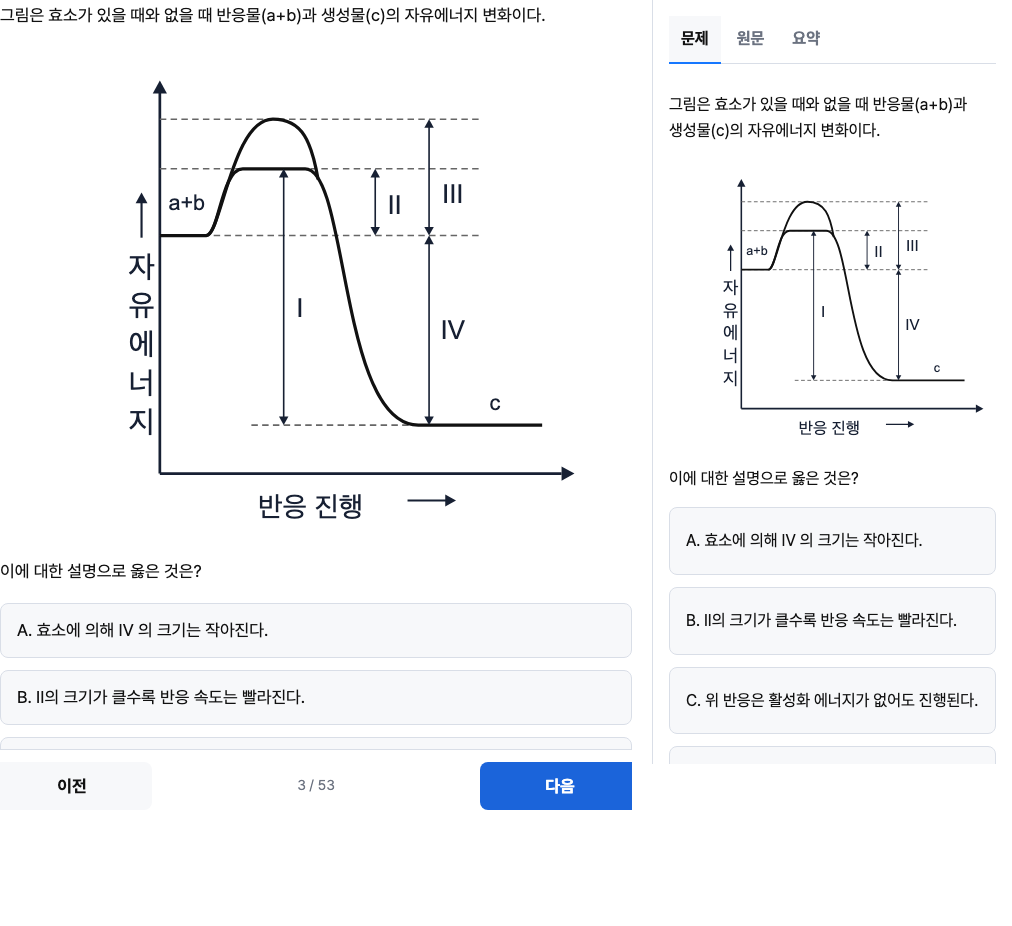 그림은 효소가 있을 때와 없을 때 반응물(a+b)과 생성물(c)의 자유에너지 변화이다.
a+b
II
III
자유에너지
I
IV
c
반응 진행
이에 대한 설명으로 옳은 것은?
A. 효소에 의해 IV 의 크기는 작아진다.
B. II의 크기가 클수록 반응 속도는 빨라진다.
이전
3 / 53
다음
문제 원문 요약
그림은 효소가 있을 때와 없을 때 반응물(a+b)과
생성물(c)의 자유에너지 변화이다.
a+b
II
III
자유에너지
I
IV
c
반응 진행
이에 대한 설명으로 옳은 것은?
A. 효소에 의해 IV 의 크기는 작아진다.
B. II의 크기가 클수록 반응 속도는 빨라진다.
C. 위 반응은 활성화 에너지가 없어도 진행된다.